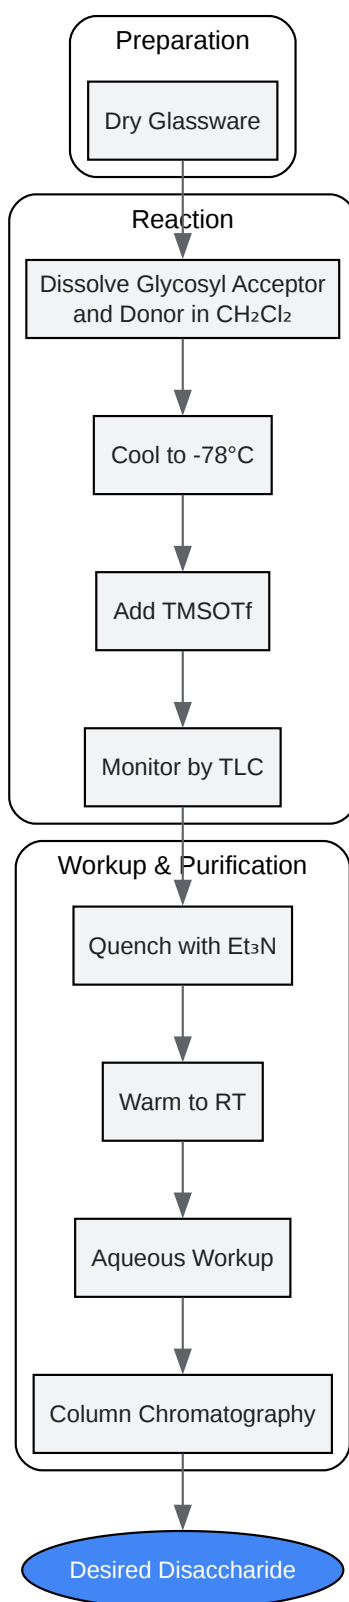 Preparation
Dry Glassware
Reaction
Dissolve Glycosyl Acceptor
and Donor in CH₂Cl₂
Cool to -78°C
Add TMSOTf
Monitor by TLC
Workup & Purification
Quench with Et₃N
Warm to RT
Aqueous Workup
Column Chromatography
Desired Disaccharide